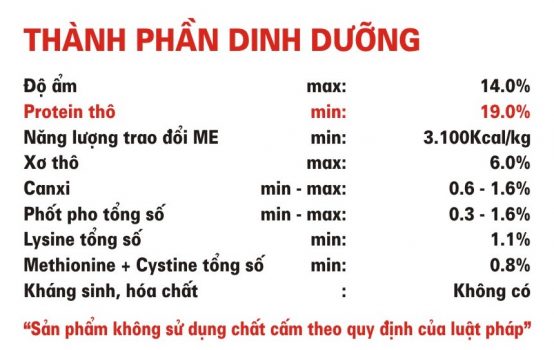 THÀNH PHẦN DINH DƯỠNG
Độ ẩm max: 14.0%
Protein thô min: 19.0%
Năng lượng trao đổi ME min: 3.100Kcal/kg
Xơ thô max: 6.0%
Canxi min - max: 0.6 - 1.6%
Phốt pho tổng số min - max: 0.3 - 1.6%
Lysine tổng số min: 1.1%
Methionine + Cystine tổng số min: 0.8%
Kháng sinh, hóa chất : Không có
“Sản phẩm không sử dụng chất cấm theo quy định của luật pháp”